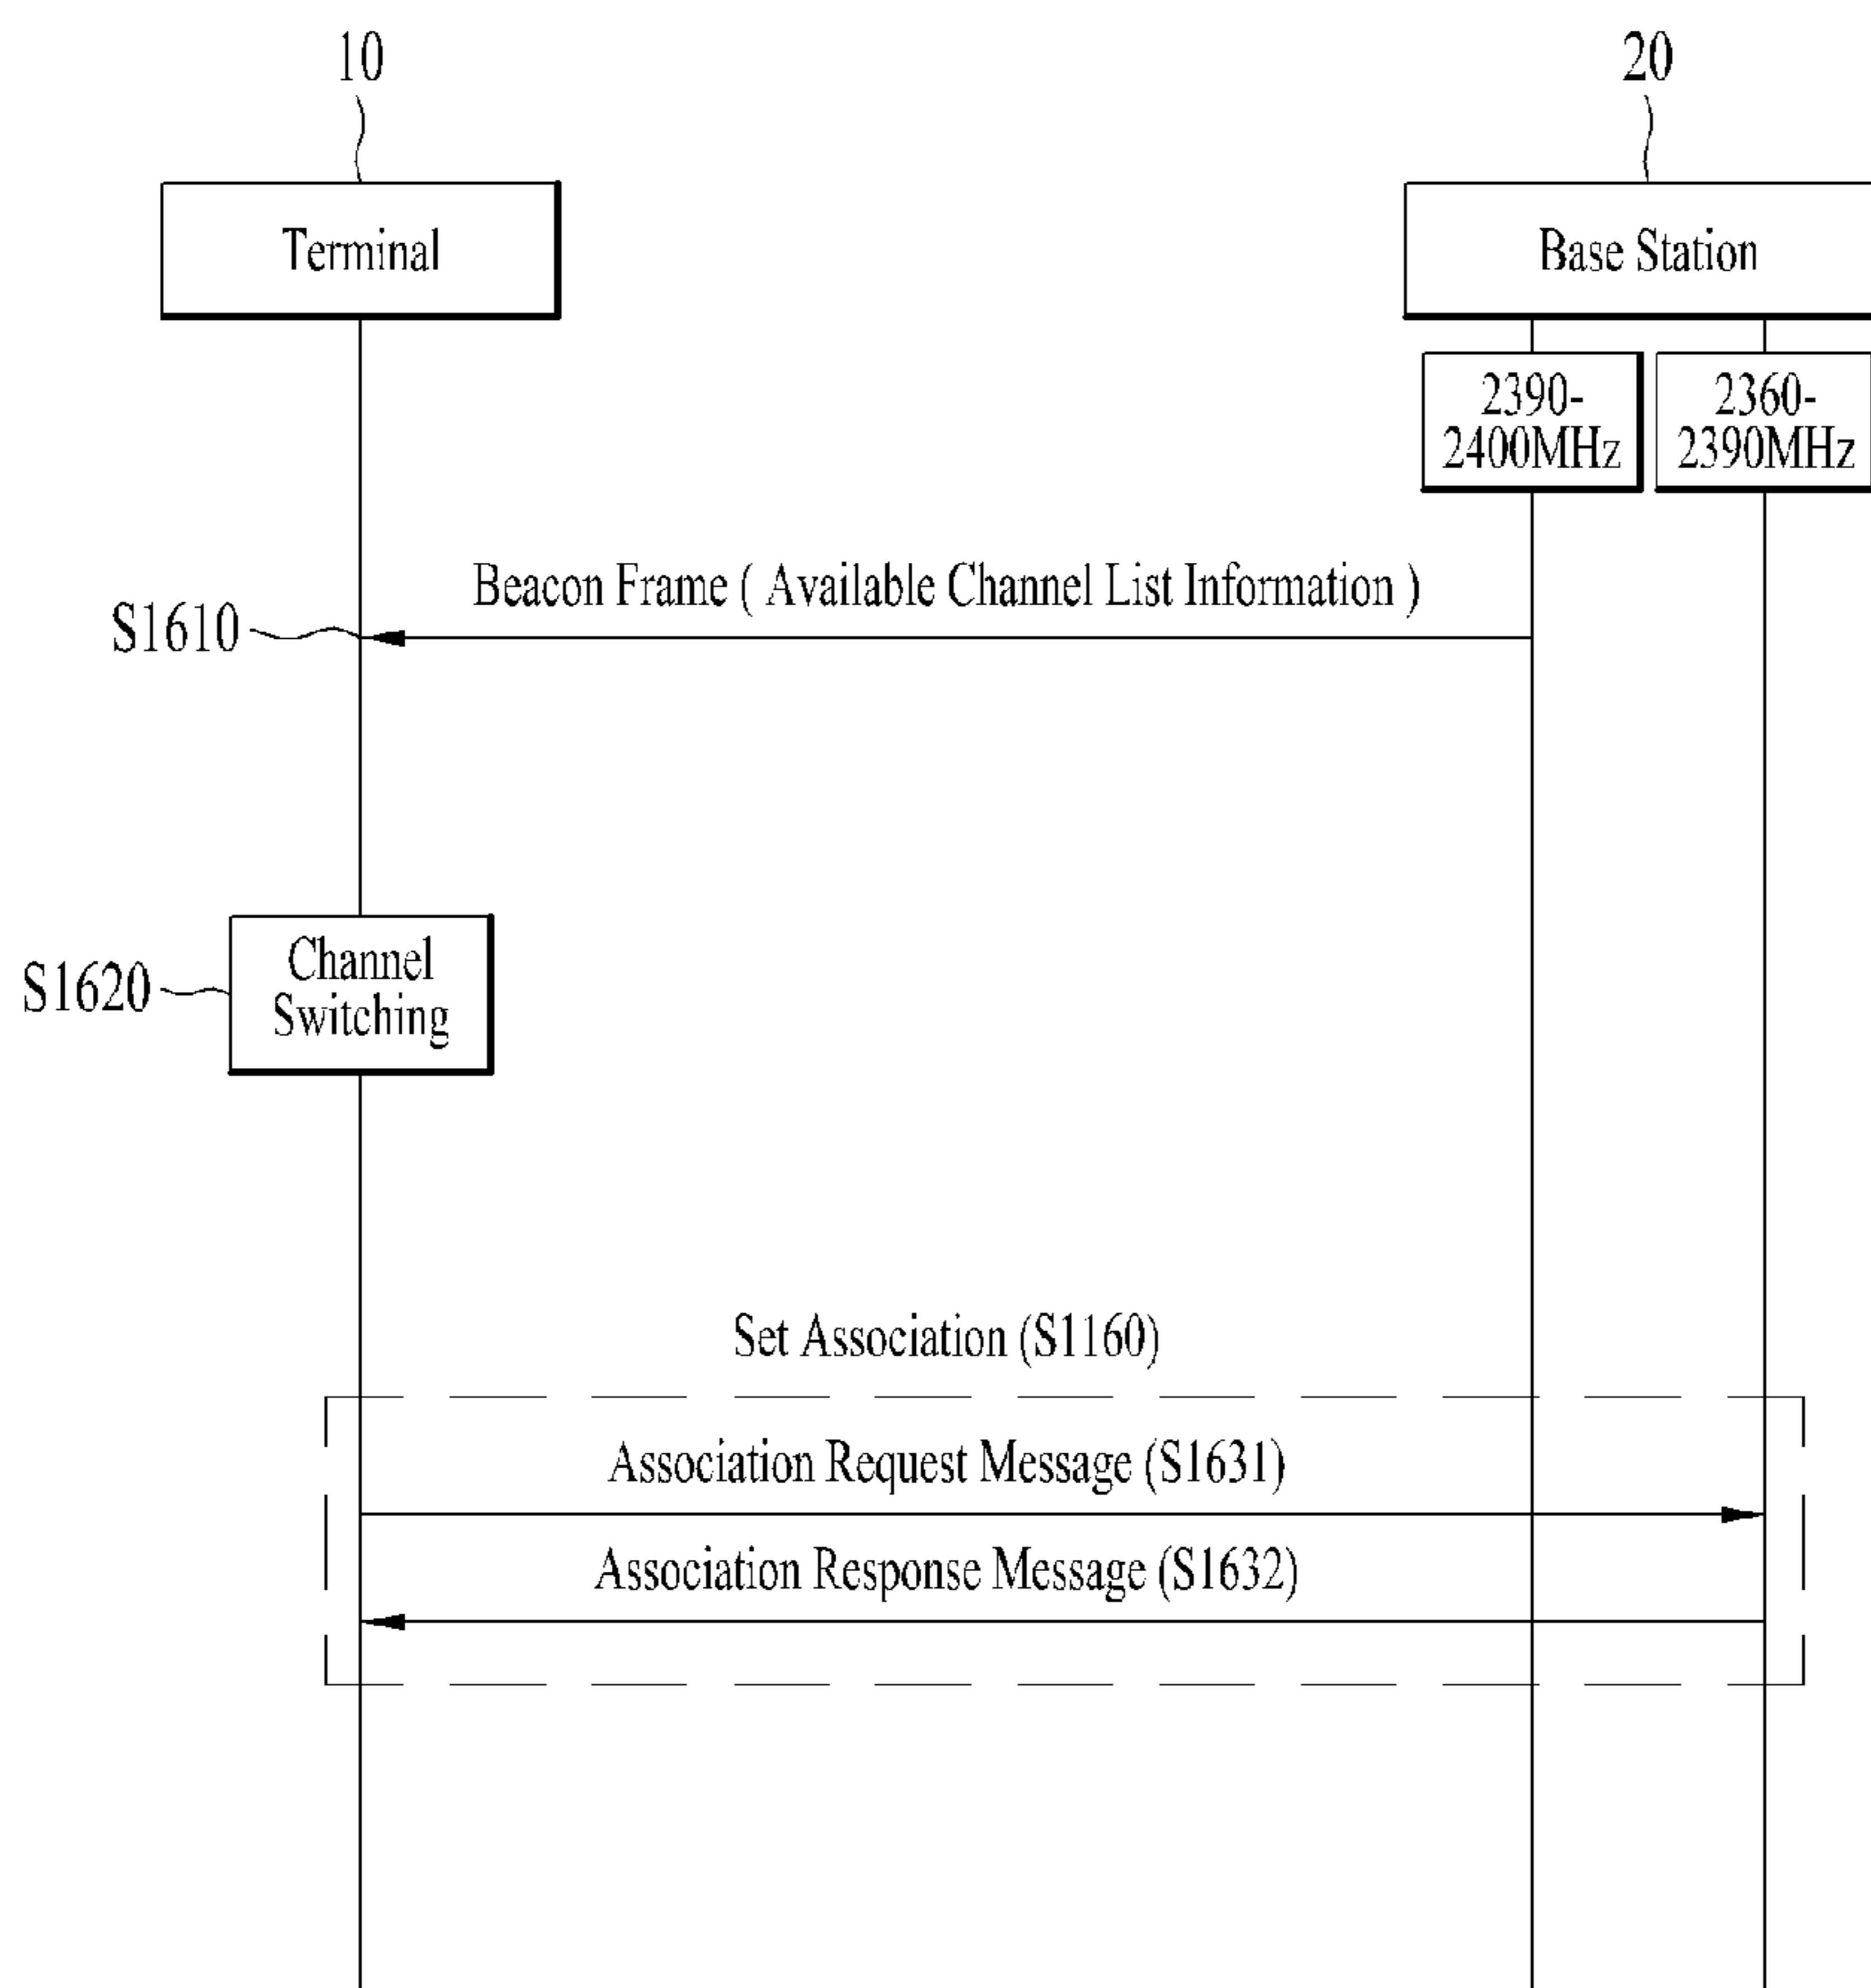 10
20
Terminal
Base Station
2390-
2400MHz
2360-
2390MHz
Beacon Frame ( Available Channel List Information )
S1610
Channel
Switching
S1620
Set Association (S1160)
Association Request Message (S1631)
Association Response Message (S1632)